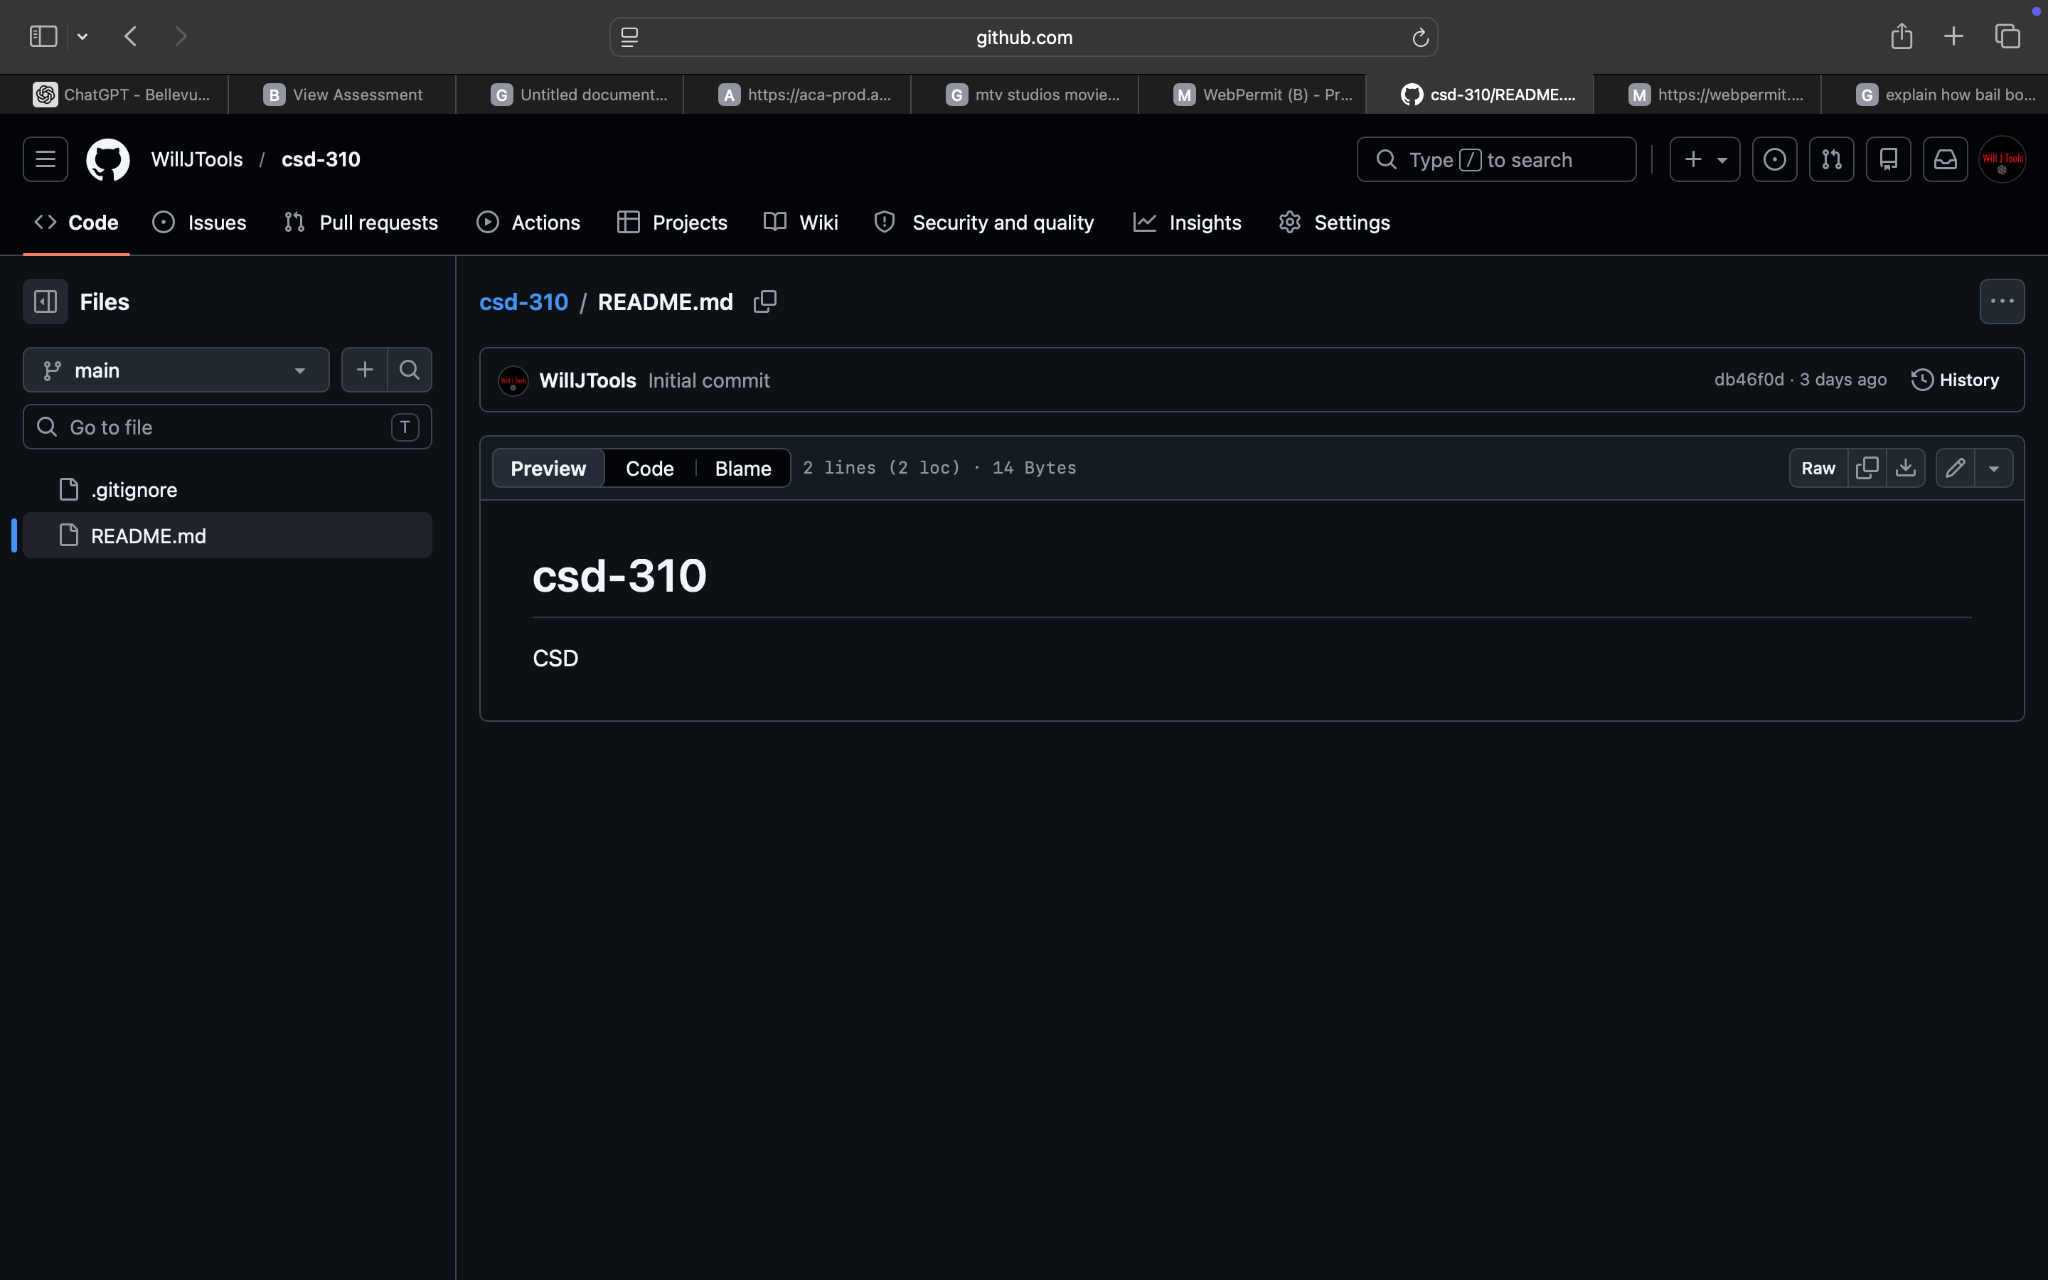 github.com
ChatGPT - Bellevu...
B View Assessment
G Untitled document...
A https://aca-prod.a...
G mtv studios movie...
M WebPermit (B) - Pr...
csd-310/README....
M https://webpermit....
G explain how bail bo...
WillJTools / csd-310
Type / to search
Will J Tools
Code
Issues
Pull requests
Actions
Projects
Wiki
Security and quality
Insights
Settings
Files
csd-310 / README.md
main
WillJTools Initial commit
db46f0d · 3 days ago
History
Go to file
T
Preview
Code
Blame
2 lines (2 loc) · 14 Bytes
Raw
.gitignore
README.md
csd-310
CSD